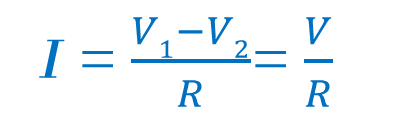 I = V₁−V₂/R = V/R